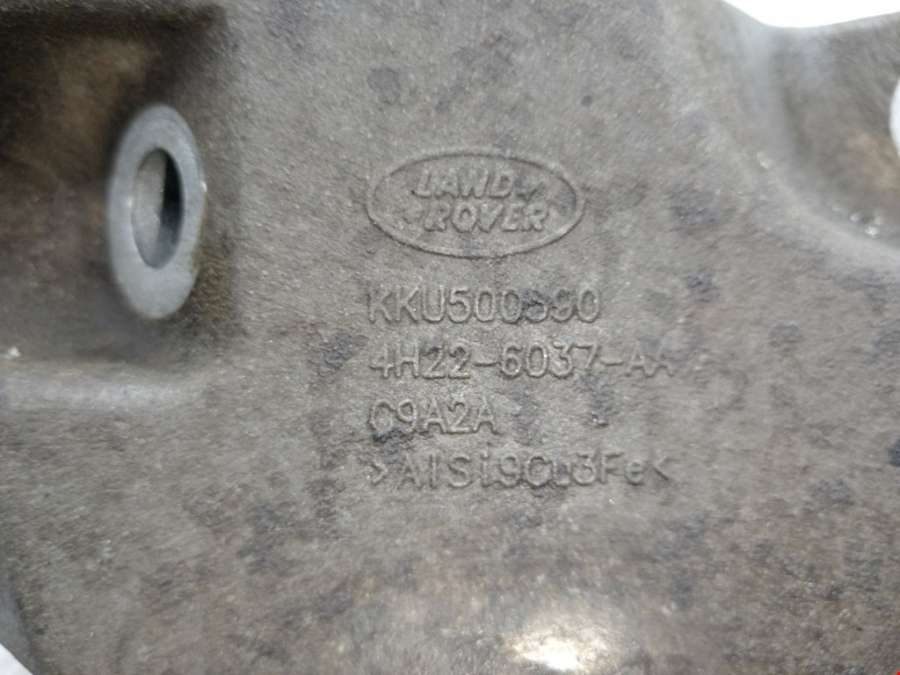 LAND
ROVER
KKU500590
4H22-6037-AA
C9A2A
>AlSi9Cu3Fe<